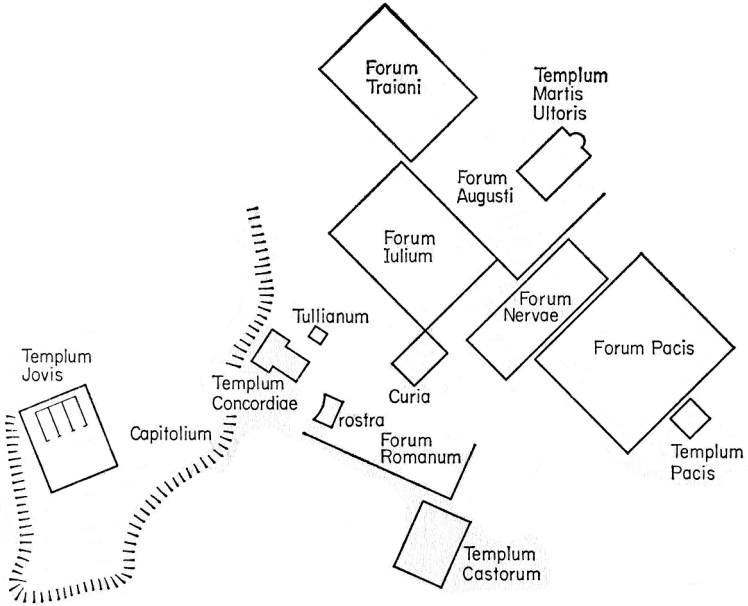 Forum
Traiani
Templum
Martis
Ultoris
Forum
Augusti
Forum
Iulium
Forum
Nervae
Forum Pacis
Tullianum
Templum
Jovis
Templum
Concordiae
Curia
rostra
Capitolium
Forum
Romanum
Templum
Pacis
Templum
Castorum